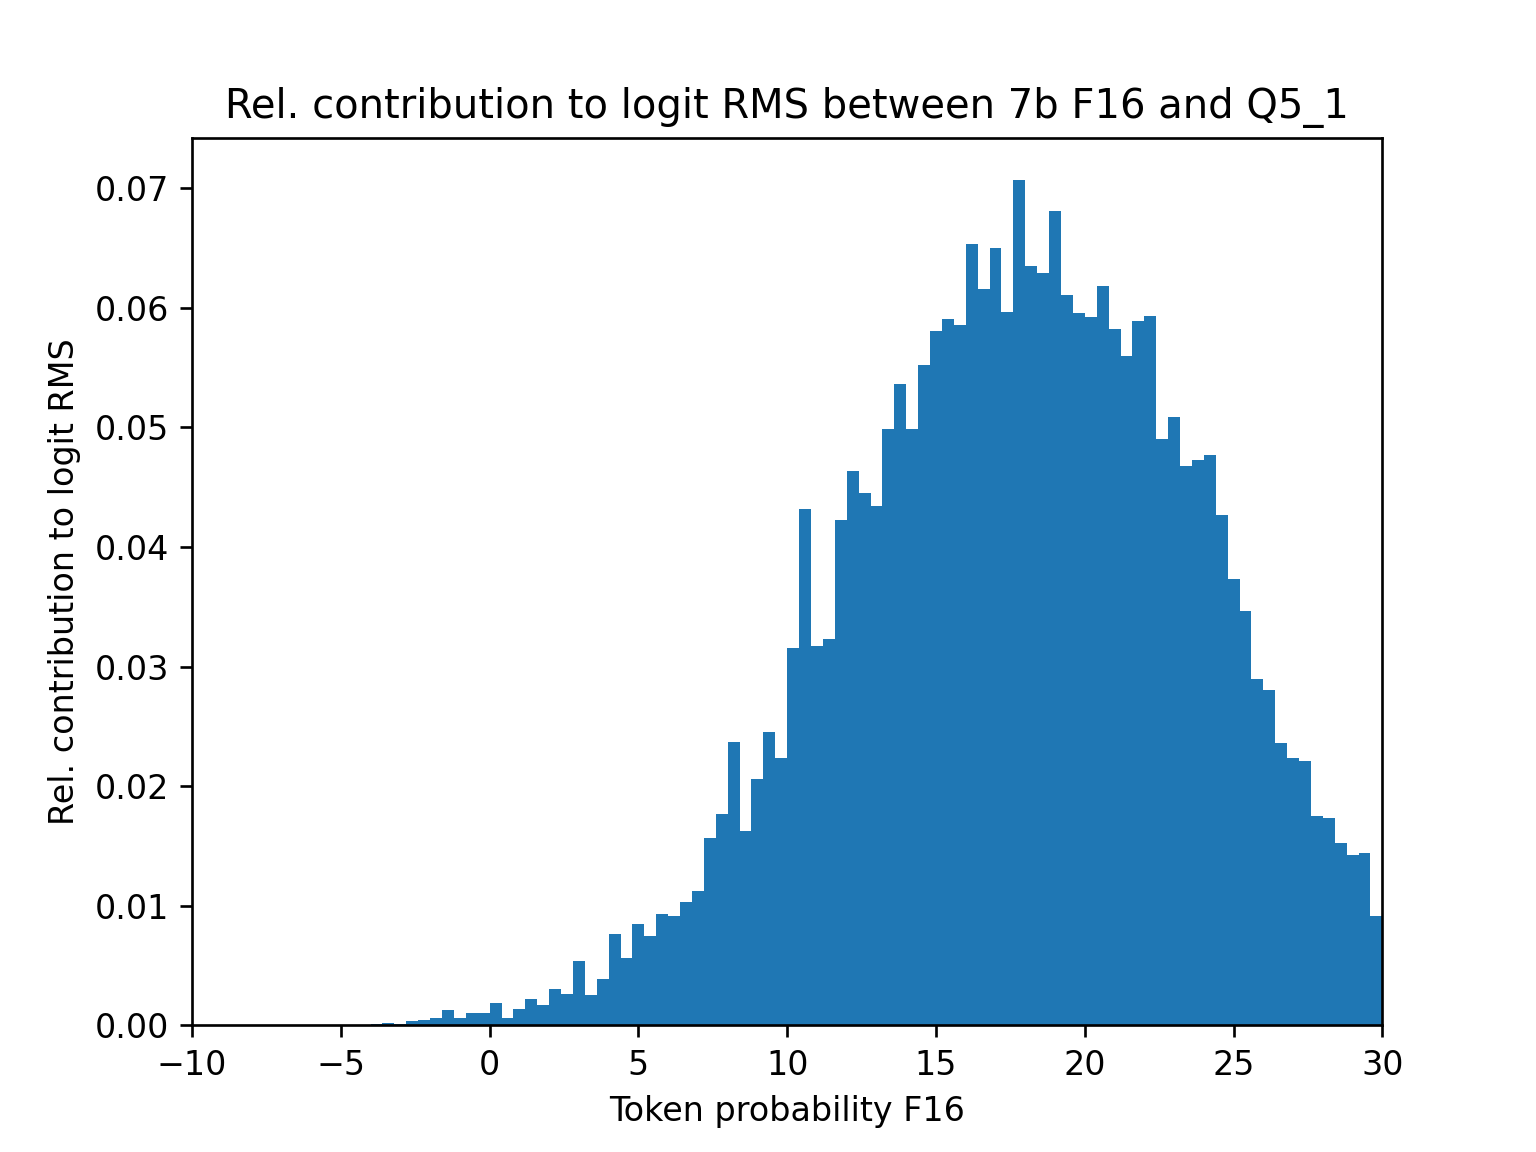 Rel. contribution to logit RMS between 7b F16 and Q5_1
Rel. contribution to logit RMS
0.07
0.06
0.05
0.04
0.03
0.02
0.01
0.00
−10 −5 0 5 10 15 20 25 30
Token probability F16